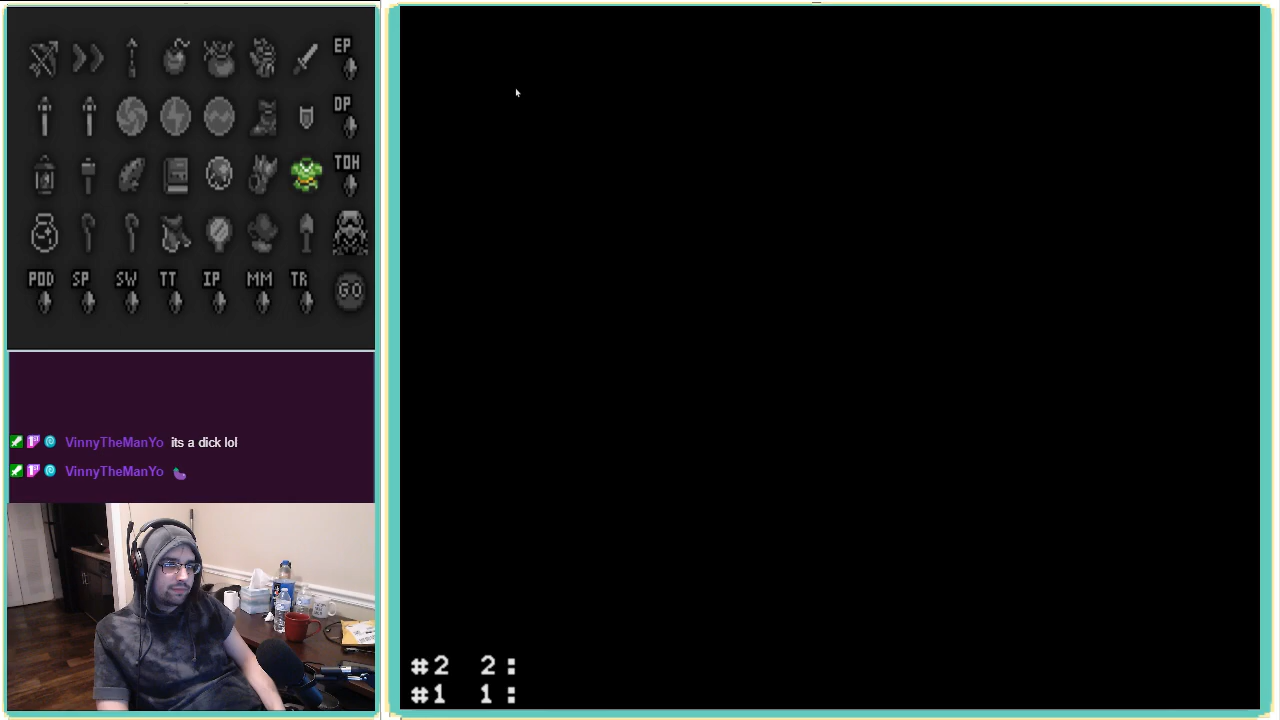 EP
DP
TOH
POD SP SW TT IP MM TR GO
VinnyTheManYo its a dick lol
VinnyTheManYo 🍆
#2 2:
#1 1: